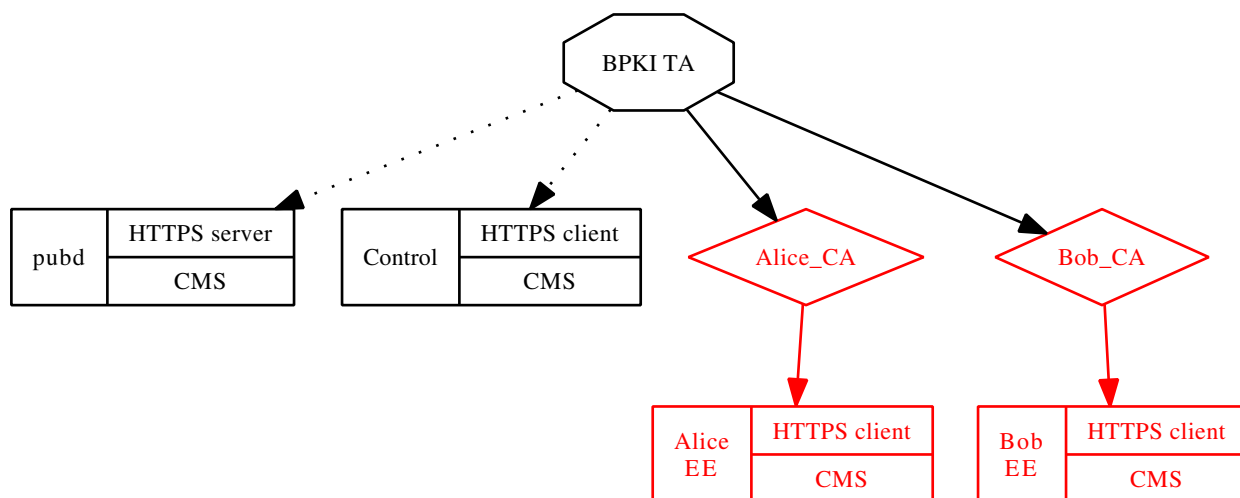 BPKI TA
pubd
HTTPS server
CMS
Control
HTTPS client
CMS
Alice_CA
Bob_CA
Alice
EE
HTTPS client
CMS
Bob
EE
HTTPS client
CMS